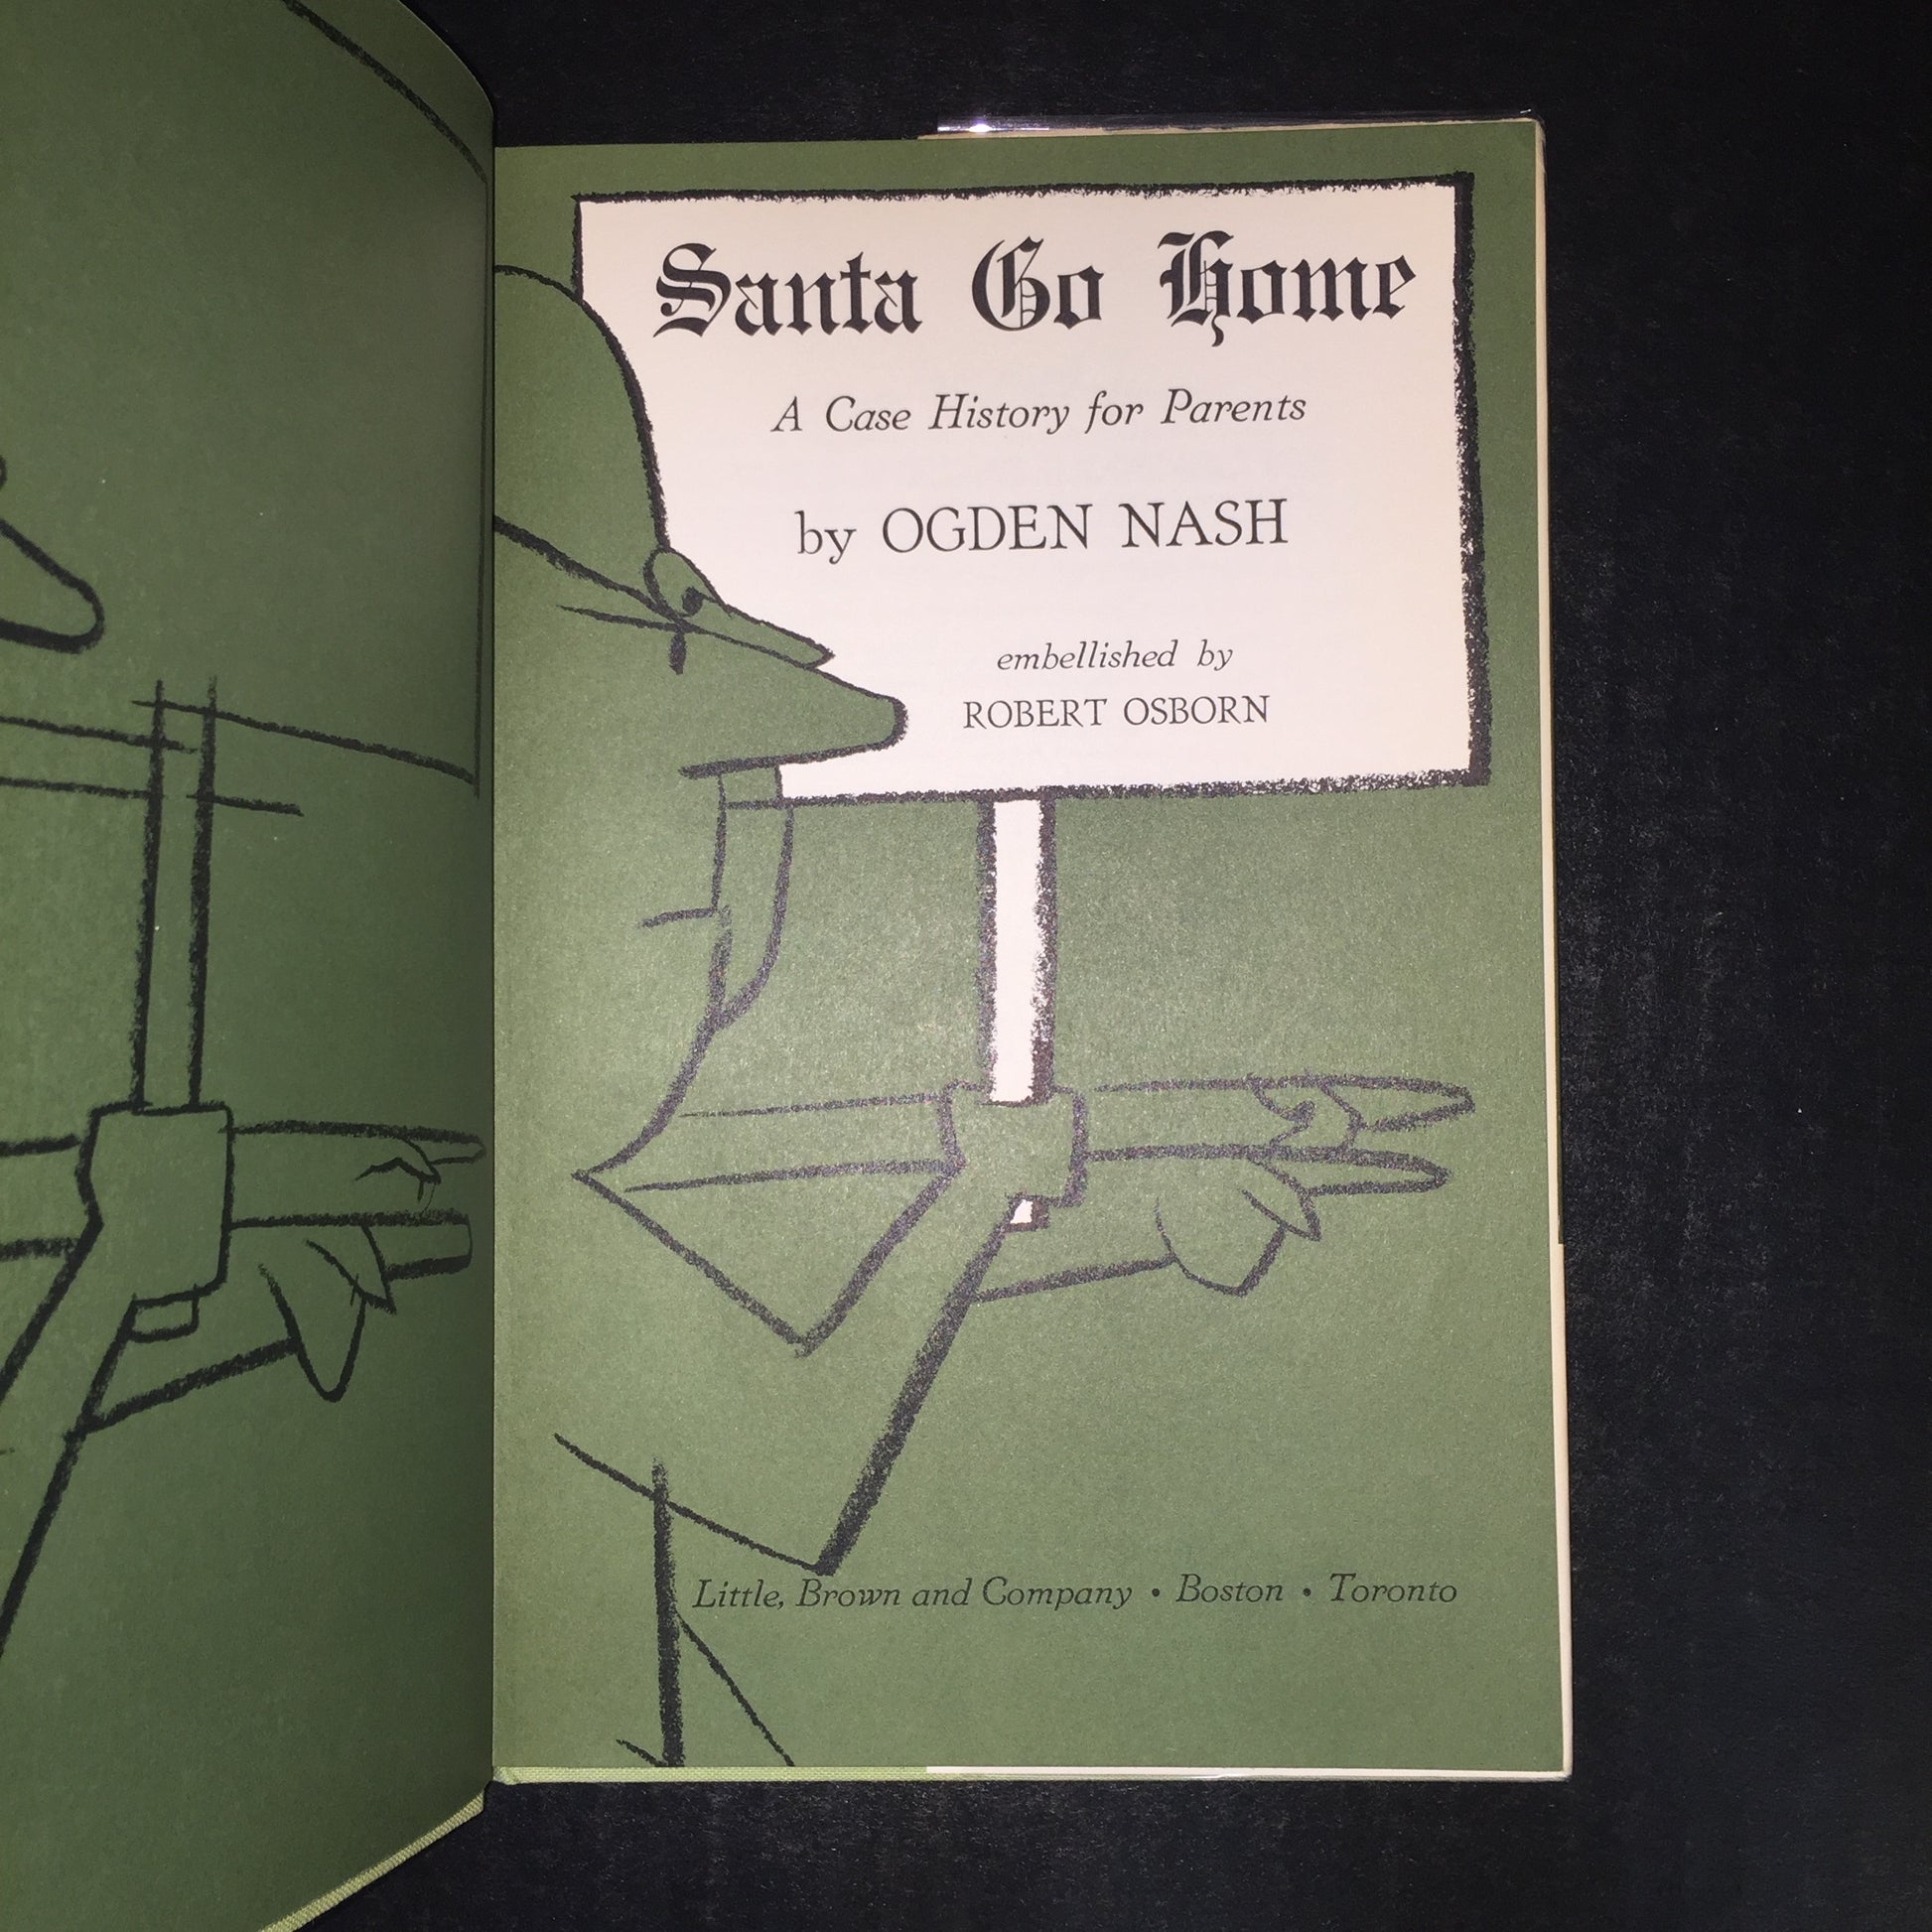 Santa Go Home
A Case History for Parents
by OGDEN NASH
embellished by
ROBERT OSBORN
Little, Brown and Company • Boston • Toronto